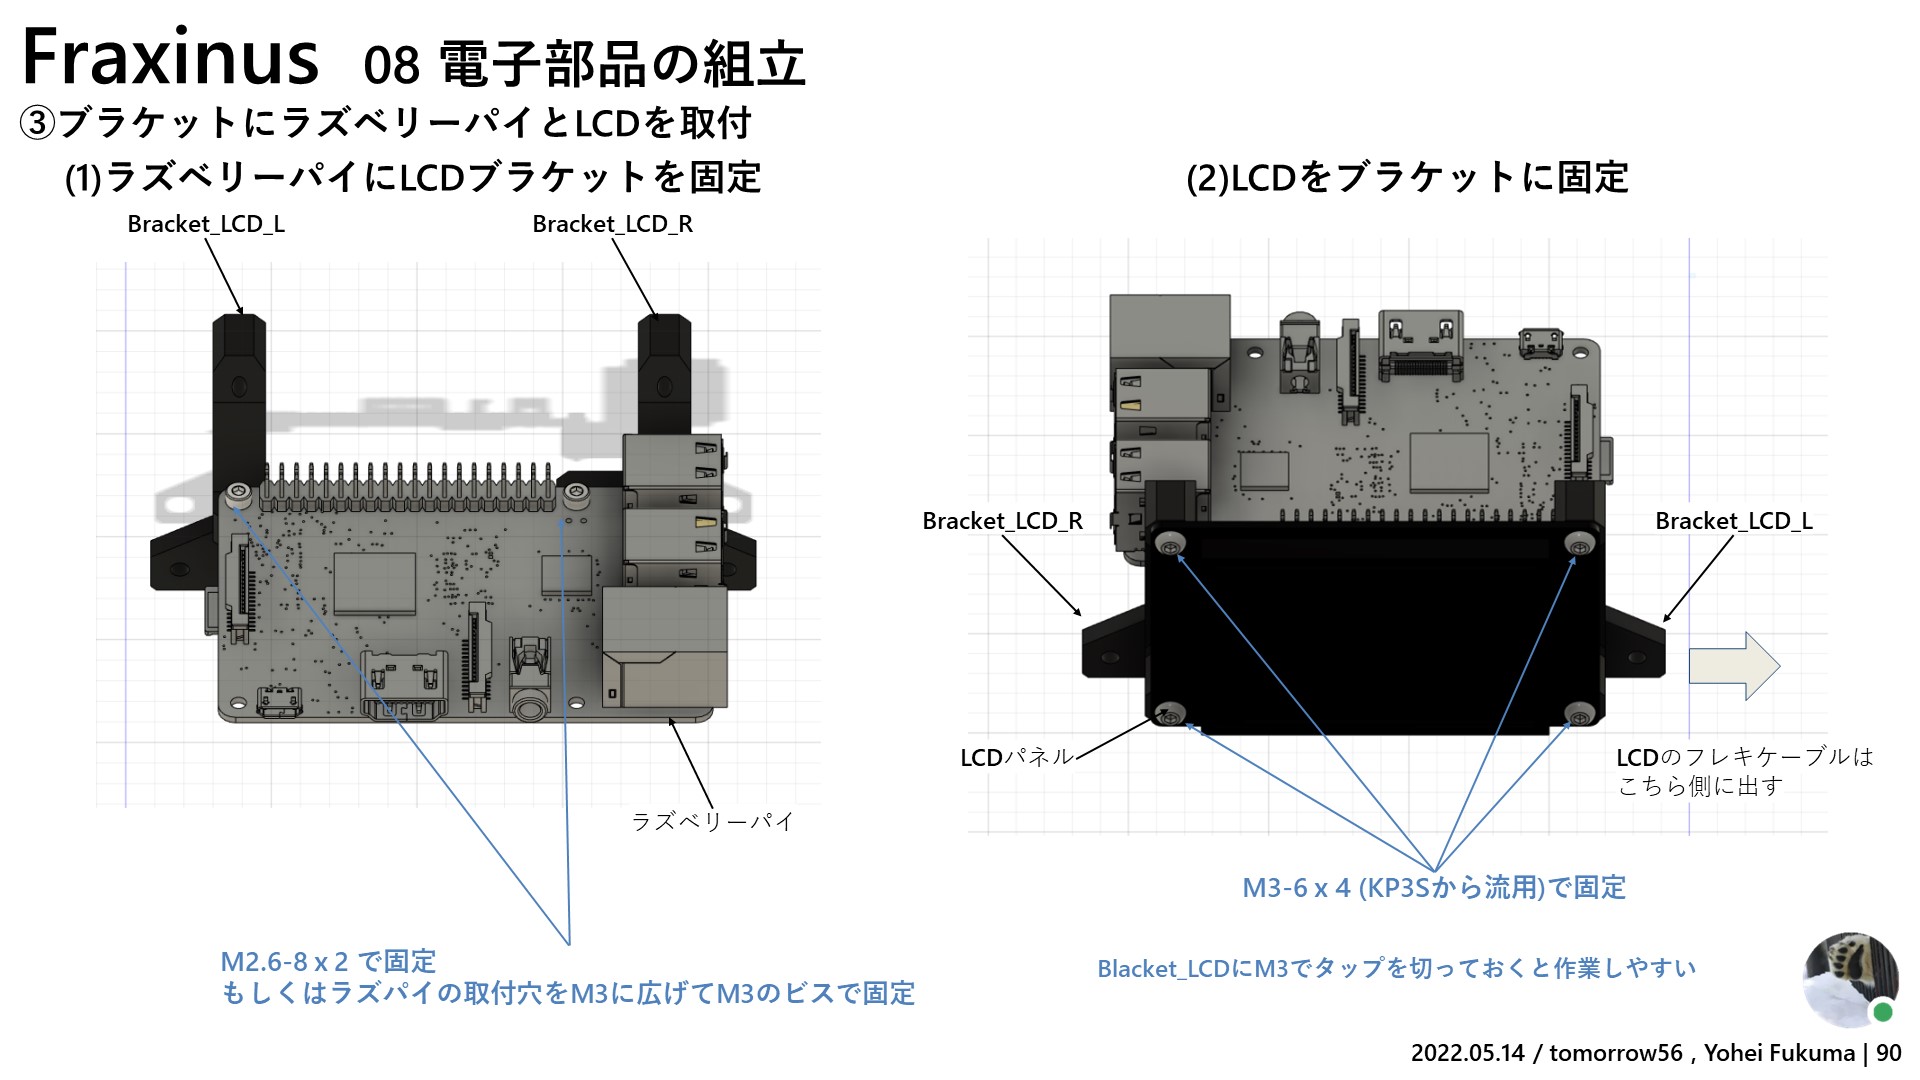 Fraxinus 08 電子部品の組立
③ブラケットにラズベリーパイとLCDを取付
(1)ラズベリーパイにLCDブラケットを固定
Bracket_LCD_L
Bracket_LCD_R
ラズベリーパイ
M2.6-8 x 2 で固定
もしくはラズパイの取付穴をM3に広げてM3のビスで固定
(2)LCDをブラケットに固定
Bracket_LCD_R
Bracket_LCD_L
LCDパネル
LCDのフレキケーブルは
こちら側に出す
M3-6 x 4 (KP3Sから流用)で固定
Blacket_LCDにM3でタップを切っておくと作業しやすい
2022.05.14 / tomorrow56 , Yohei Fukuma | 90